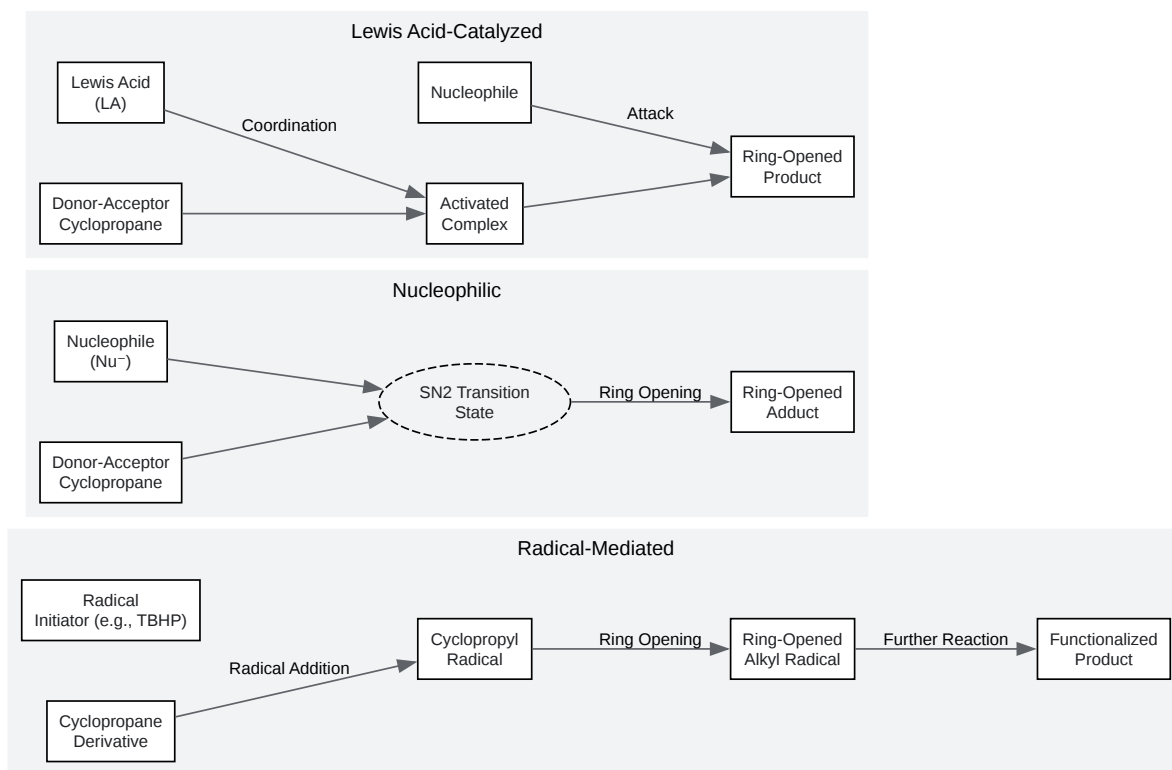 Lewis Acid-Catalyzed
Lewis Acid
(LA)
Nucleophile
Coordination
Attack
Donor-Acceptor
Cyclopropane
Activated
Complex
Ring-Opened
Product
Nucleophilic
Nucleophile
(Nu⁻)
Donor-Acceptor
Cyclopropane
SN2 Transition
State
Ring Opening
Ring-Opened
Adduct
Radical-Mediated
Radical
Initiator (e.g., TBHP)
Cyclopropane
Derivative
Radical Addition
Cyclopropyl
Radical
Ring Opening
Ring-Opened
Alkyl Radical
Further Reaction
Functionalized
Product